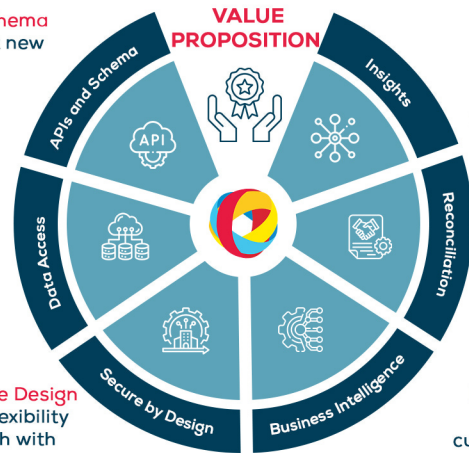 hema
new
VALUE
PROPOSITION
APIs and Schema
API
Insights
Data Access
Reconciliation
Secure by Design
Business Intelligence
e Design
exibility
h with
cu